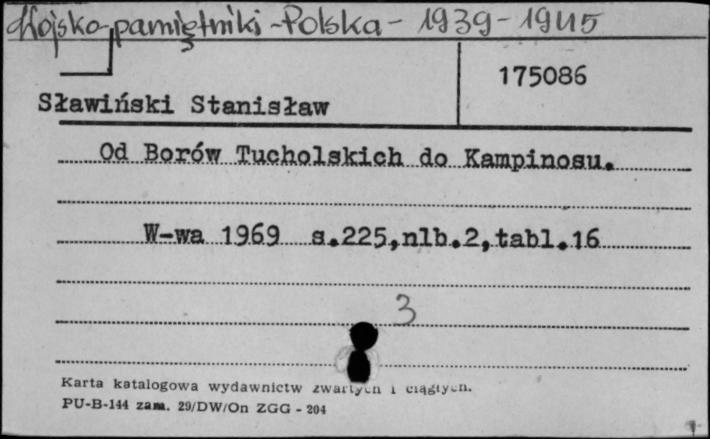 Wojsko-pamiętniki-Polska-1939-1945
175086
Sławiński Stanisław
Od Borów Tucholskich do Kampinosu.
W-wa 1969 s.225,nlb.2,tabl.16
3
Karta katalogowa wydawnictw zwartych i ciągłych.
PU-B-144 zam. 29/DW/On ZGG - 204